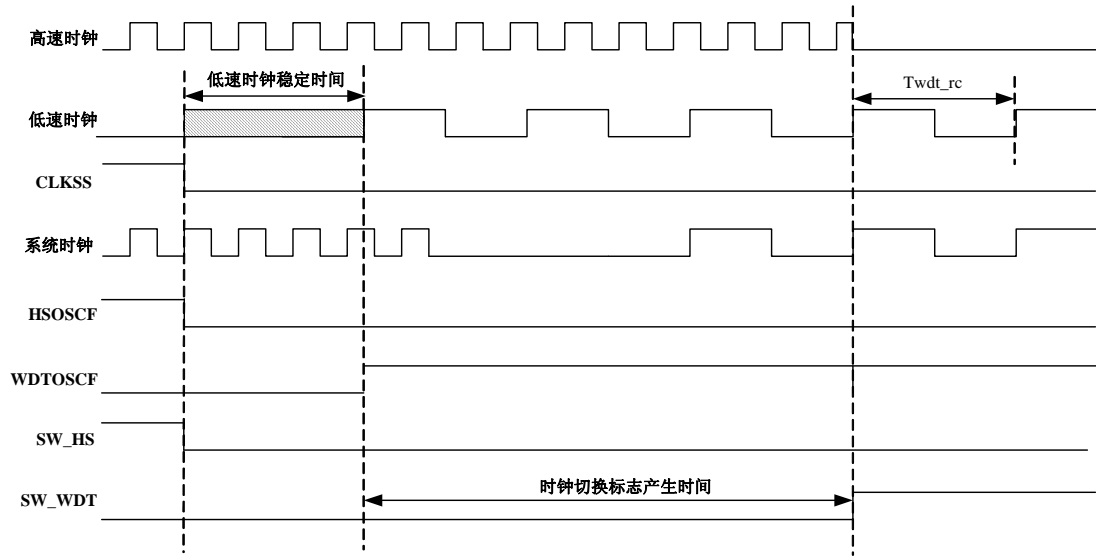 高速时钟
低速时钟稳定时间
Twdt_rc
低速时钟
CLKSS
系统时钟
HSOSCF
WDTOSCF
SW_HS
时钟切换标志产生时间
SW_WDT